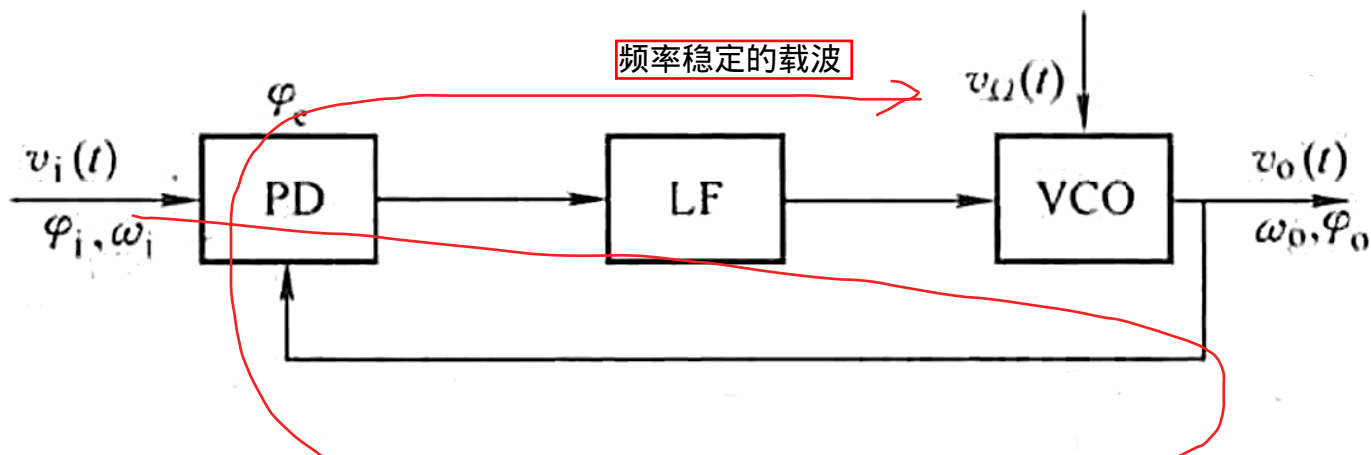 频率稳定的载波
φe
vΩ(t)
vi(t)
PD
LF
VCO
vo(t)
φi, ωi
ωo, φo